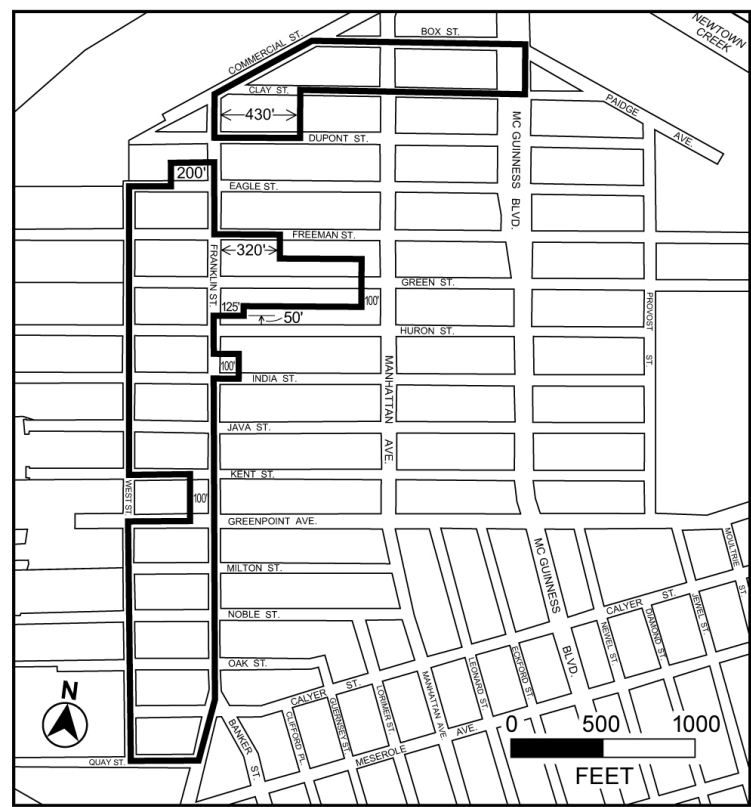 NEWTOWN
CREEK
COMMERCIAL ST.
BOX ST.
CLAY ST.
430'
PAIDGE
AVE.
DUPONT ST.
MC GUINNESS BLVD.
200'
EAGLE ST.
FREEMAN ST.
320'
FRANKLIN ST.
GREEN ST.
125'
100'
50'
PROVOST ST.
HURON ST.
100'
INDIA ST.
MANHATTAN AVE.
JAVA ST.
KENT ST.
WEST ST.
100'
GREENPOINT AVE.
MC GUINNESS BLVD.
MOULTRIE ST.
MILTON ST.
CALYER ST.
JEWEL ST.
DIAMOND ST.
NEWEL ST.
NOBLE ST.
ECKFORD ST.
LEONARD ST.
OAK ST.
MANHATTAN AVE.
CALYER ST.
LORIMER ST.
GUERNSEY ST.
CLIFFORD PL.
BANKER ST.
MESEROLE AVE.
N
QUAY ST.
0 500 1000
FEET